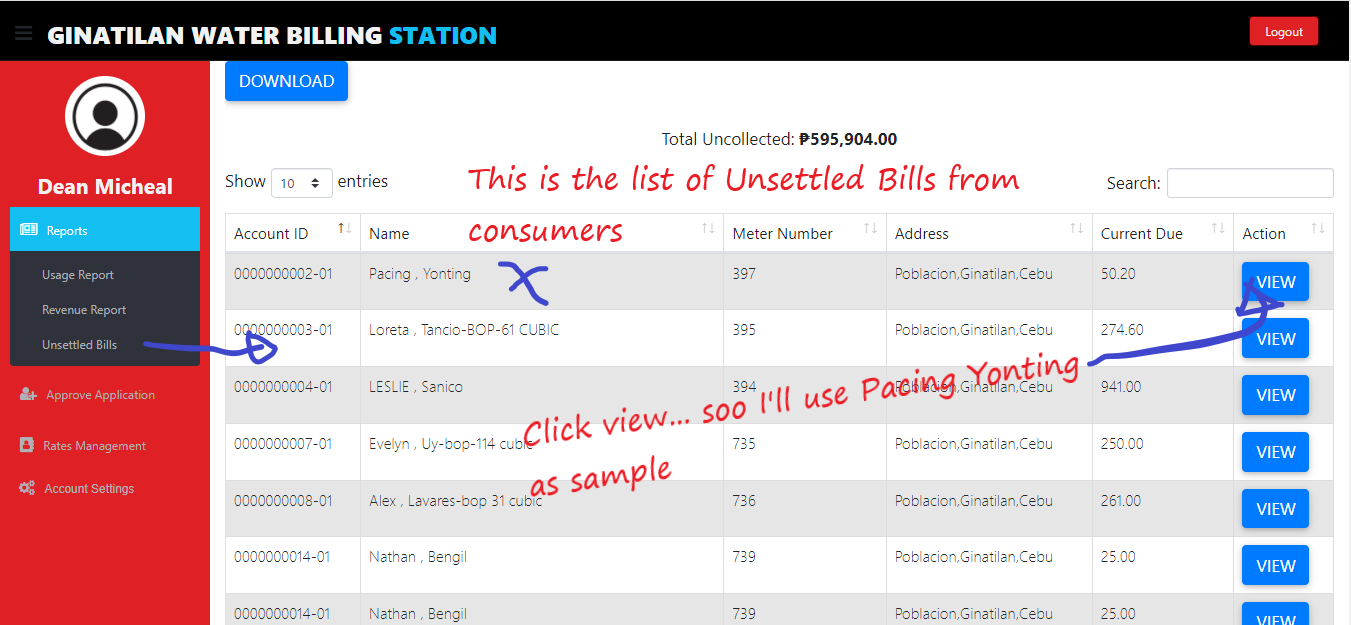 GINATILAN WATER BILLING STATION
Logout
Dean Micheal
Reports
Usage Report
Revenue Report
Unsettled Bills
Approve Application
Rates Management
Account Settings
DOWNLOAD
Total Uncollected: ₱595,904.00
Show 10 entries
Search:
This is the list of Unsettled Bills from
consumers
Account ID Name Meter Number Address Current Due Action
0000000002-01 Pacing , Yonting 397 Poblacion,Ginatilan,Cebu 50.20 VIEW
0000000003-01 Loreta , Tancio-BOP-61 CUBIC 395 Poblacion,Ginatilan,Cebu 274.60 VIEW
0000000004-01 LESLIE , Sanico 394 Poblacion,Ginatilan,Cebu 941.00 VIEW
Click view... soo I'll use Pacing Yonting
as sample
0000000007-01 Evelyn , Uy-bop-114 cubic 735 Poblacion,Ginatilan,Cebu 250.00 VIEW
0000000008-01 Alex , Lavares-bop 31 cubic 736 Poblacion,Ginatilan,Cebu 261.00 VIEW
0000000014-01 Nathan , Bengil 739 Poblacion,Ginatilan,Cebu 25.00 VIEW
0000000014-01 Nathan , Bengil 739 Poblacion,Ginatilan,Cebu 25.00 VIEW